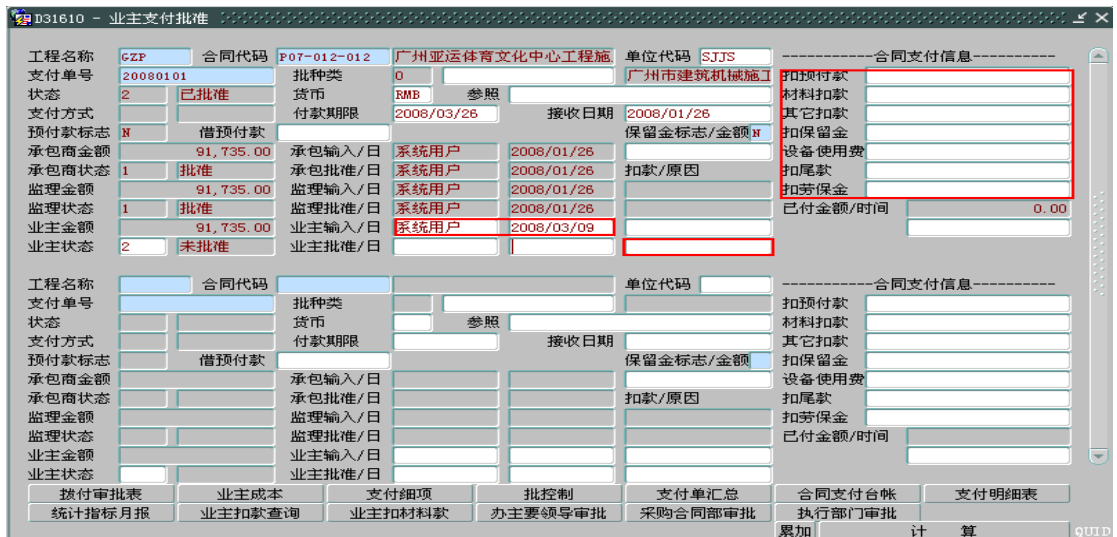 D31610 - 业主支付批准
工程名称 GZP 合同代码 P07-012-012 广州亚运体育文化中心工程施 单位代码 SJJS -----------合同支付信息----------
支付单号 20080101 批种类 0 广州市建筑机械施工 扣预付款
状态 2 已批准 货币 RMB 参照 材料扣款
支付方式 付款期限 2008/03/26 接收日期 2008/01/26 其它扣款
预付款标志 N 借预付款 保留金标志/金额 N 扣保留金
承包商金额 91,735.00 承包输入/日 系统用户 2008/01/26 设备使用费
承包商状态 1 批准 承包批准/日 系统用户 2008/01/26 扣款/原因 扣尾款
监理金额 91,735.00 监理输入/日 系统用户 2008/01/26 扣劳保金
监理状态 1 批准 监理批准/日 系统用户 2008/01/26 已付金额/时间 0.00
业主金额 91,735.00 业主输入/日 系统用户 2008/03/09
业主状态 2 未批准 业主批准/日
工程名称 合同代码 单位代码 -----------合同支付信息----------
支付单号 批种类 扣预付款
状态 货币 参照 材料扣款
支付方式 付款期限 接收日期 其它扣款
预付款标志 借预付款 保留金标志/金额 扣保留金
承包商金额 承包输入/日 设备使用费
承包商状态 承包批准/日 扣款/原因 扣尾款
监理金额 监理输入/日 扣劳保金
监理状态 监理批准/日 已付金额/时间
业主金额 业主输入/日
业主状态 业主批准/日
拨付审批表 业主成本 支付细项 批控制 支付单汇总 合同支付台帐 支付明细表
统计指标月报 业主扣款查询 业主扣材料款 办主要领导审批 采购合同部审批 执行部门审批
累加 计 算 QUID